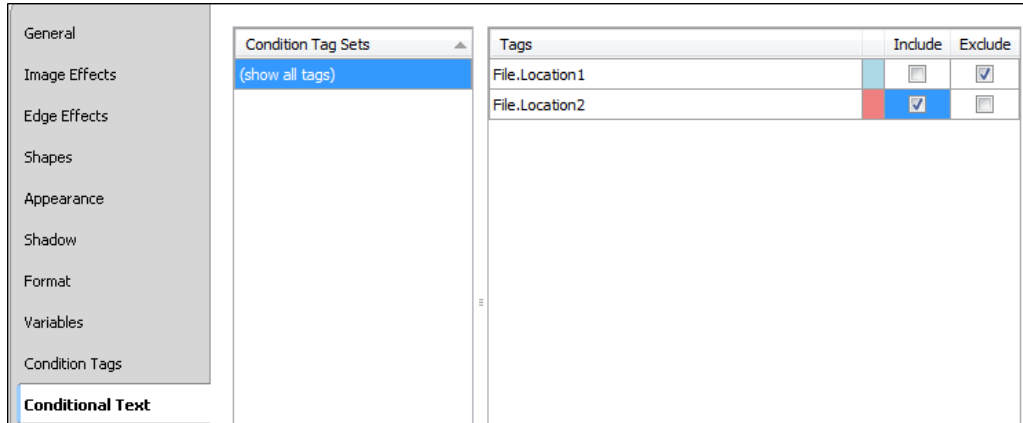 General
Image Effects
Edge Effects
Shapes
Appearance
Shadow
Format
Variables
Condition Tags
Conditional Text
Condition Tag Sets
(show all tags)
Tags Include Exclude
File.Location1
File.Location2